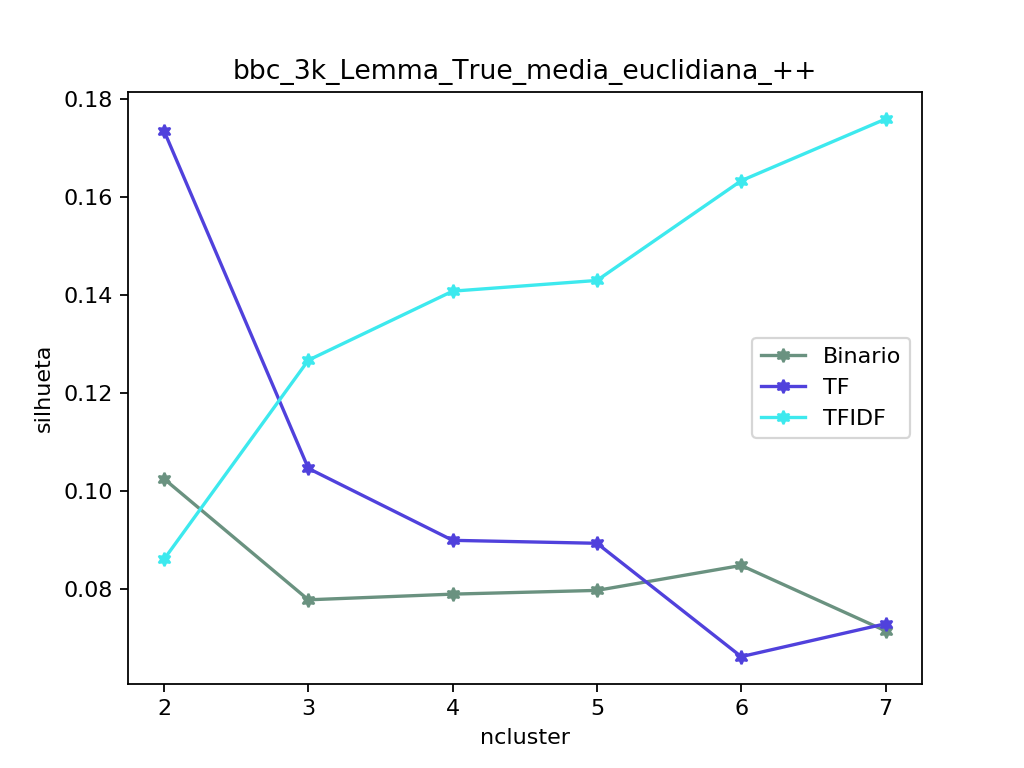 bbc_3k_Lemma_True_media_euclidiana_++
0.18
0.16
0.14
0.12
0.10
0.08
silhueta
Binario
TF
TFIDF
2 3 4 5 6 7
ncluster